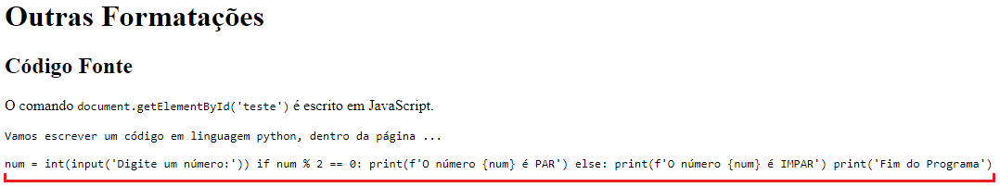 Outras Formatações
Código Fonte
O comando document.getElementById('teste') é escrito em JavaScript.
Vamos escrever um código em linguagem python, dentro da página ...
num = int(input('Digite um número:')) if num % 2 == 0: print(f'O número {num} é PAR') else: print(f'O número {num} é IMPAR') print('Fim do Programa')